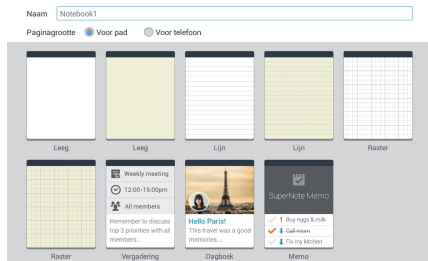 Naam Notebook1
Paginagrootte Voor pad Voor telefoon
Leeg
Leeg
Lijn
Lijn
Raster
Raster
Weekly meeting
12:00-15:00pm
All members
Remember to discuss
top 3 priorities with all
members...
Vergadering
Hello Paris!
This travel was a good
memories....
Dagboek
SuperNote Memo
Buy eggs & milk
Call mom
Fix my kitchen
Memo